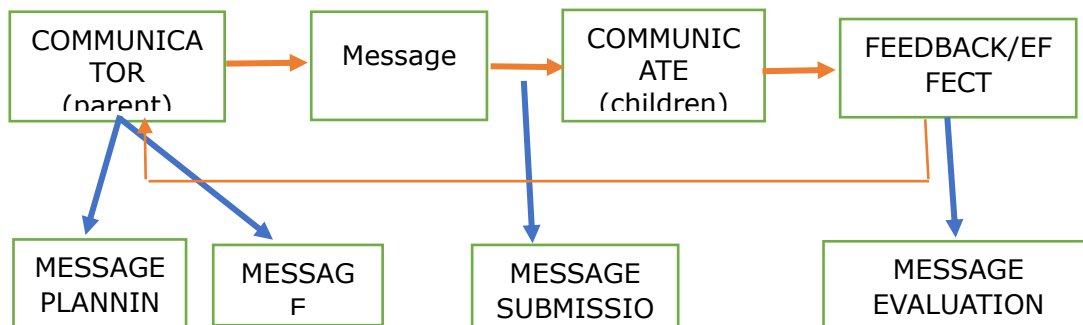 COMMUNICA
TOR
(parent)
Message
COMMUNIC
ATE
(children)
FEEDBACK/EF
FECT
MESSAGE
PLANNIN
MESSAG
E
MESSAGE
SUBMISSIO
MESSAGE
EVALUATION